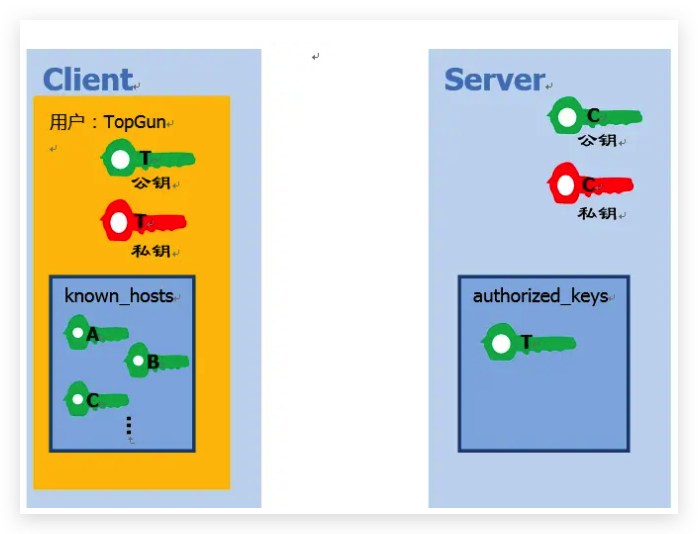 Client
用户：TopGun
T
公钥
T
私钥
known_hosts
A
B
C
Server
C
公钥
C
私钥
authorized_keys
T